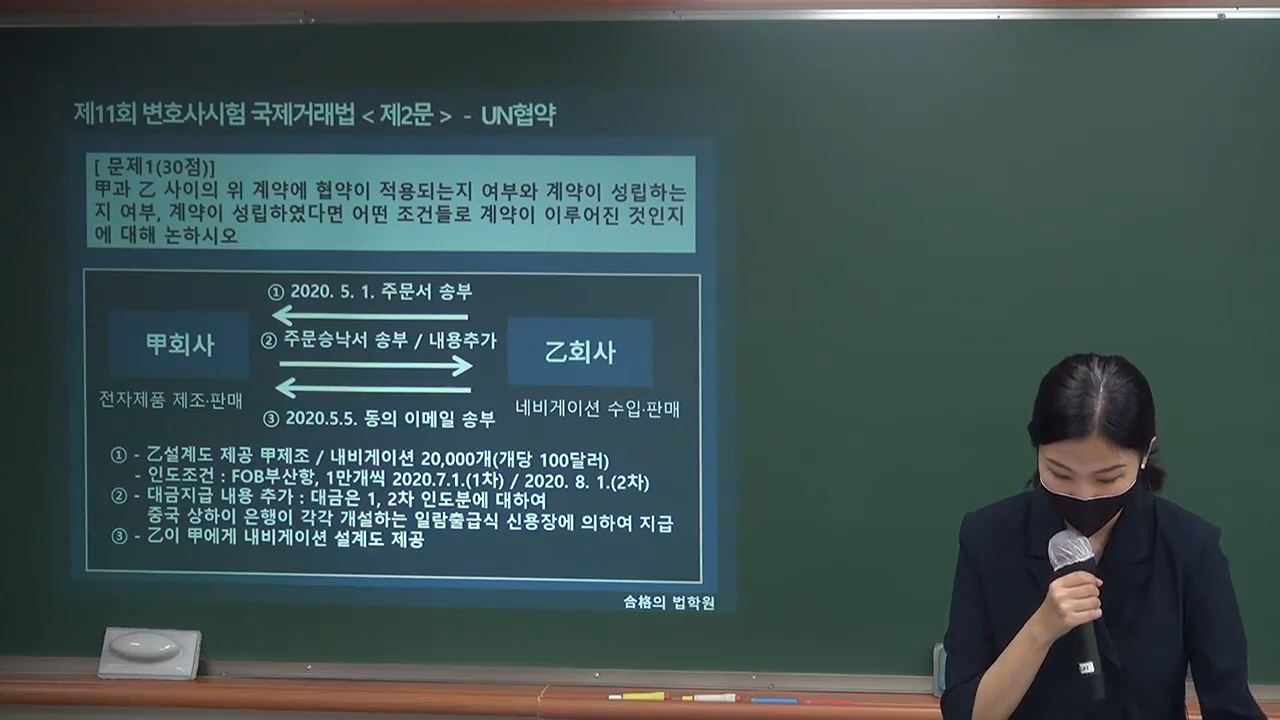 제11회 변호사시험 국제거래법 < 제2문 > - UN협약
[ 문제1(30점)]
甲과 乙 사이의 위 계약에 협약이 적용되는지 여부와 계약이 성립하는
지 여부, 계약이 성립하였다면 어떤 조건들로 계약이 이루어진 것인지
에 대해 논하시오
① 2020. 5. 1. 주문서 송부
甲회사
② 주문승낙서 송부 / 내용추가
乙회사
전자제품 제조·판매
네비게이션 수입·판매
③ 2020.5.5. 동의 이메일 송부
① - 乙설계도 제공 甲제조 / 내비게이션 20,000개(개당 100달러)
- 인도조건 : FOB부산항, 1만개씩 2020.7.1.(1차) / 2020. 8. 1.(2차)
② - 대금지급 내용 추가 : 대금은 1, 2차 인도분에 대하여
중국 상하이 은행이 각각 개설하는 일람출급식 신용장에 의하여 지급
③ - 乙이 甲에게 내비게이션 설계도 제공
合格의 법학원